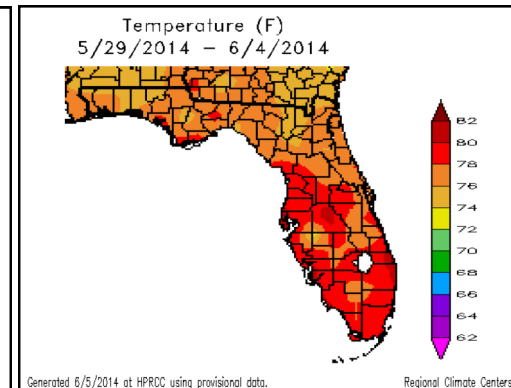 Temperature (F)
5/29/2014 – 6/4/2014
82
80
78
76
74
72
70
68
66
64
62
Generated 6/5/2014 at HPRCC using provisional data.
Regional Climate Centers